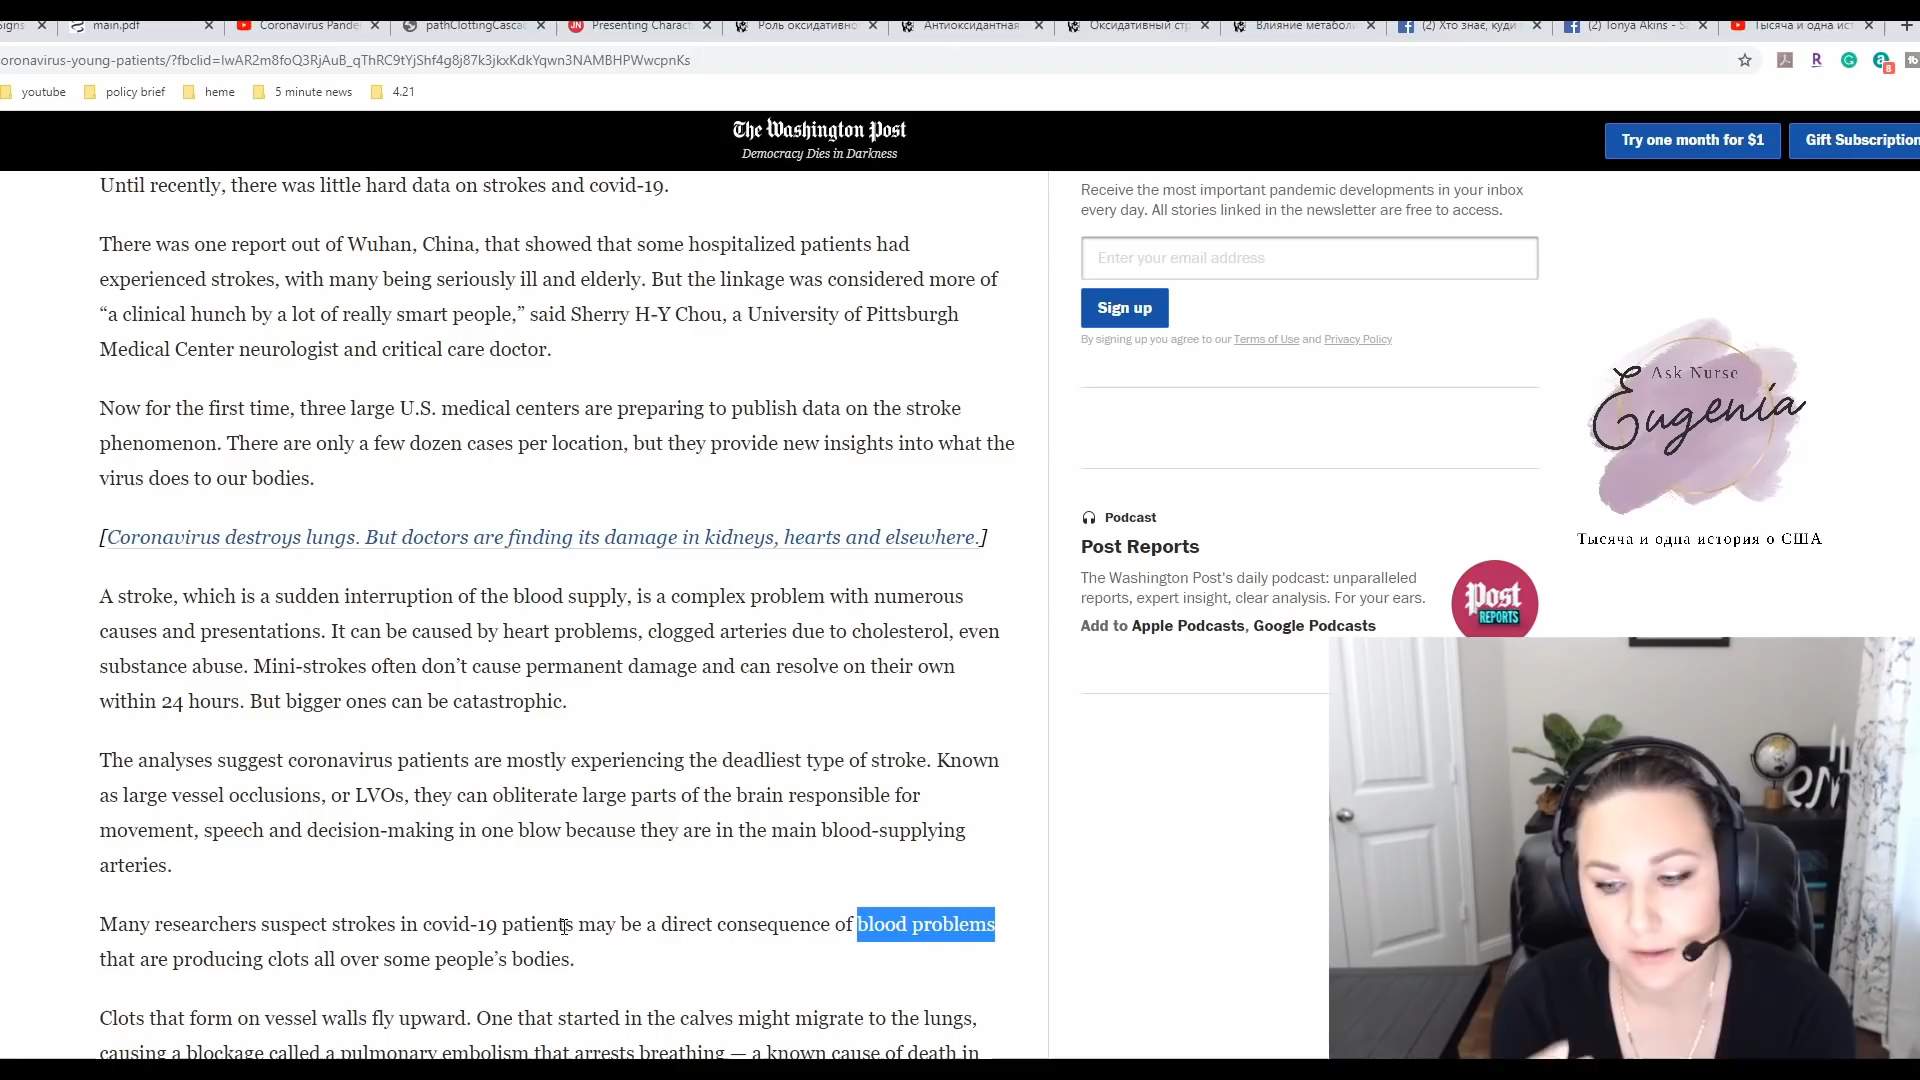 main.pdf
Coronavirus Pande
pathClottingCasca
Presenting Charact
Роль оксидативно
Антиоксидантная
Оксидативный стр
Влияние метабол
(2) Хто знає, куди
(2) Tonya Akins - S
Тысяча и одна ист
oronavirus-young-patients/?fbclid=IwAR2m8foQ3RjAuB_qThRC9tYjShf4g8j87k3jkxKdkYqwn3NAMBHPWwcpnKs
youtube
policy brief
heme
5 minute news
4.21
The Washington Post
Democracy Dies in Darkness
Try one month for $1
Gift Subscription
Until recently, there was little hard data on strokes and covid-19.
There was one report out of Wuhan, China, that showed that some hospitalized patients had
experienced strokes, with many being seriously ill and elderly. But the linkage was considered more of
“a clinical hunch by a lot of really smart people,” said Sherry H-Y Chou, a University of Pittsburgh
Medical Center neurologist and critical care doctor.
Now for the first time, three large U.S. medical centers are preparing to publish data on the stroke
phenomenon. There are only a few dozen cases per location, but they provide new insights into what the
virus does to our bodies.
[Coronavirus destroys lungs. But doctors are finding its damage in kidneys, hearts and elsewhere.]
A stroke, which is a sudden interruption of the blood supply, is a complex problem with numerous
causes and presentations. It can be caused by heart problems, clogged arteries due to cholesterol, even
substance abuse. Mini-strokes often don’t cause permanent damage and can resolve on their own
within 24 hours. But bigger ones can be catastrophic.
The analyses suggest coronavirus patients are mostly experiencing the deadliest type of stroke. Known
as large vessel occlusions, or LVOs, they can obliterate large parts of the brain responsible for
movement, speech and decision-making in one blow because they are in the main blood-supplying
arteries.
Many researchers suspect strokes in covid-19 patients may be a direct consequence of blood problems
that are producing clots all over some people’s bodies.
Clots that form on vessel walls fly upward. One that started in the calves might migrate to the lungs,
causing a blockage called a pulmonary embolism that arrests breathing — a known cause of death in
Receive the most important pandemic developments in your inbox
every day. All stories linked in the newsletter are free to access.
Enter your email address
Sign up
By signing up you agree to our Terms of Use and Privacy Policy
Podcast
Post Reports
The Washington Post's daily podcast: unparalleled
reports, expert insight, clear analysis. For your ears.
Add to Apple Podcasts, Google Podcasts
Post
REPORTS
Ask Nurse
Eugenia
Тысяча и одна история о США